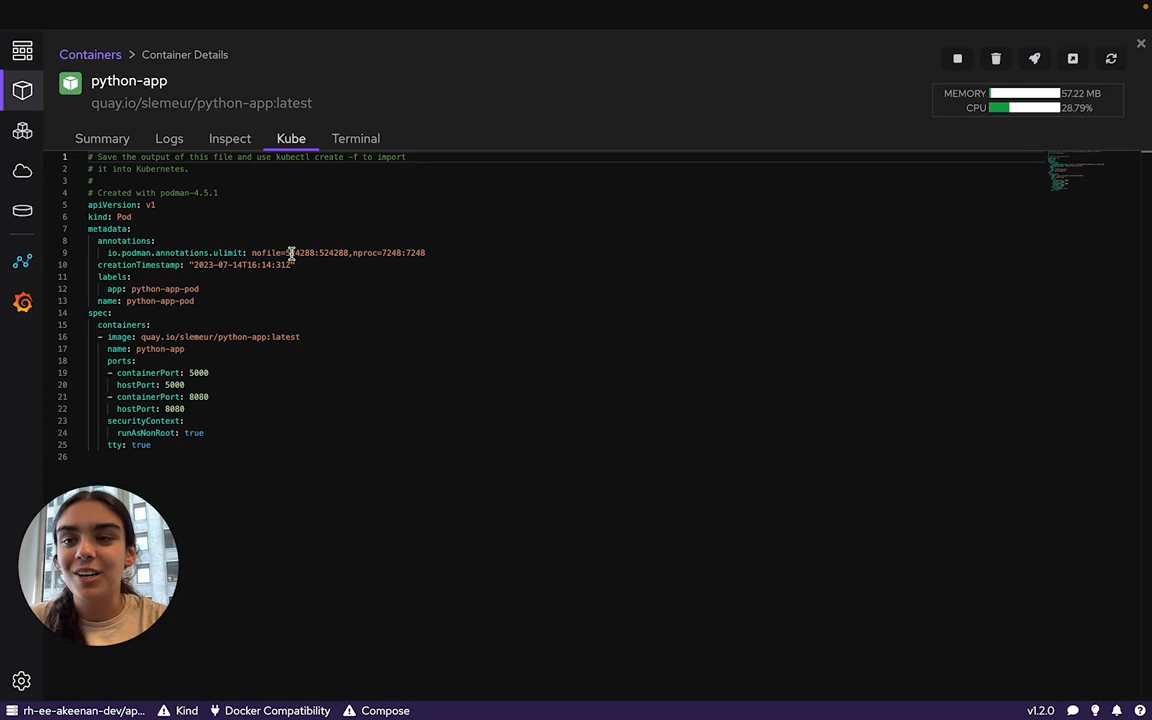 Containers > Container Details
python-app
quay.io/slemeur/python-app:latest
MEMORY 57.22 MB
CPU 28.79%
Summary Logs Inspect Kube Terminal
1 # Save the output of this file and use kubectl create -f to import
2 # it into Kubernetes.
3 #
4 # Created with podman-4.5.1
5 apiVersion: v1
6 kind: Pod
7 metadata:
8 annotations:
9 io.podman.annotations.ulimit: nofile=524288:524288,nproc=7248:7248
10 creationTimestamp: "2023-07-14T16:14:31Z"
11 labels:
12 app: python-app-pod
13 name: python-app-pod
14 spec:
15 containers:
16 - image: quay.io/slemeur/python-app:latest
17 name: python-app
18 ports:
19 - containerPort: 5000
20 hostPort: 5000
21 - containerPort: 8080
22 hostPort: 8080
23 securityContext:
24 runAsNonRoot: true
25 tty: true
26
rh-ee-akeenan-dev/ap... Kind Docker Compatibility Compose v1.2.0